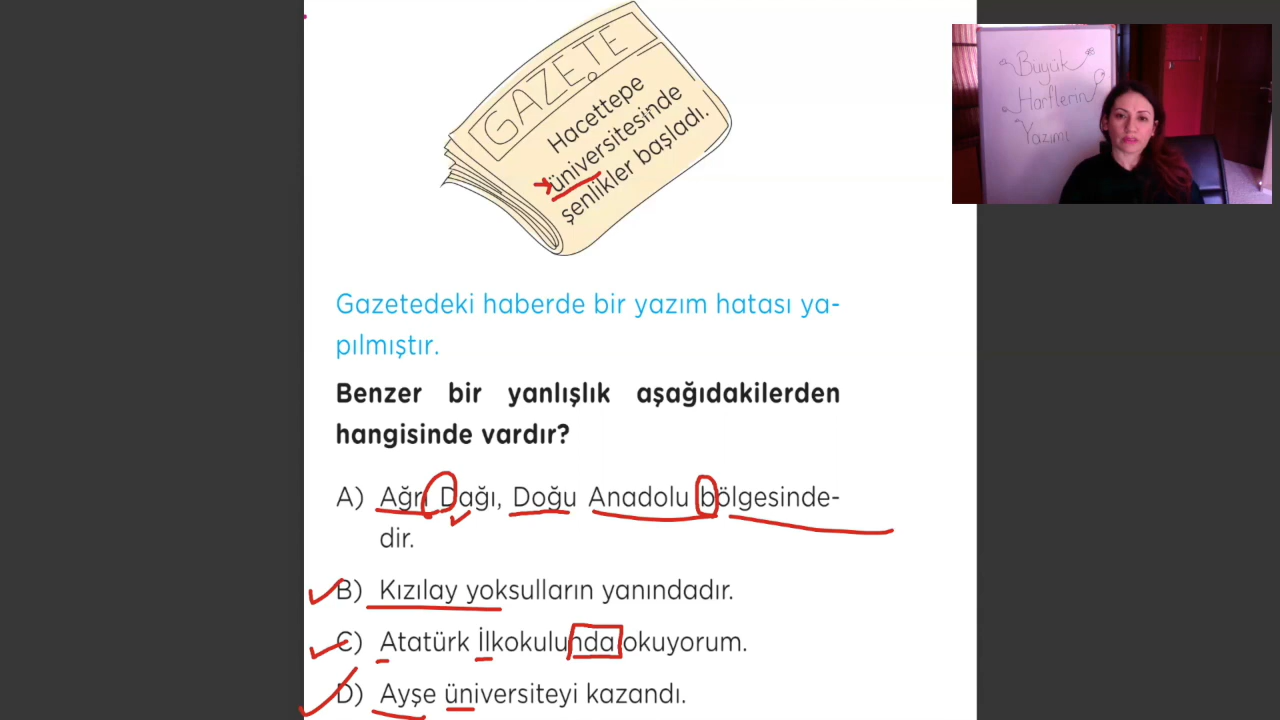 GAZETE
Hacettepe
üniversitesinde
şenlikler başladı.
Büyük
Harflerin
Yazımı
Gazetedeki haberde bir yazım hatası ya-
pılmıştır.
Benzer bir yanlışlık aşağıdakilerden
hangisinde vardır?
A) Ağrı Dağı, Doğu Anadolu bölgesinde-
dir.
B) Kızılay yoksulların yanındadır.
C) Atatürk İlkokulunda okuyorum.
D) Ayşe üniversiteyi kazandı.